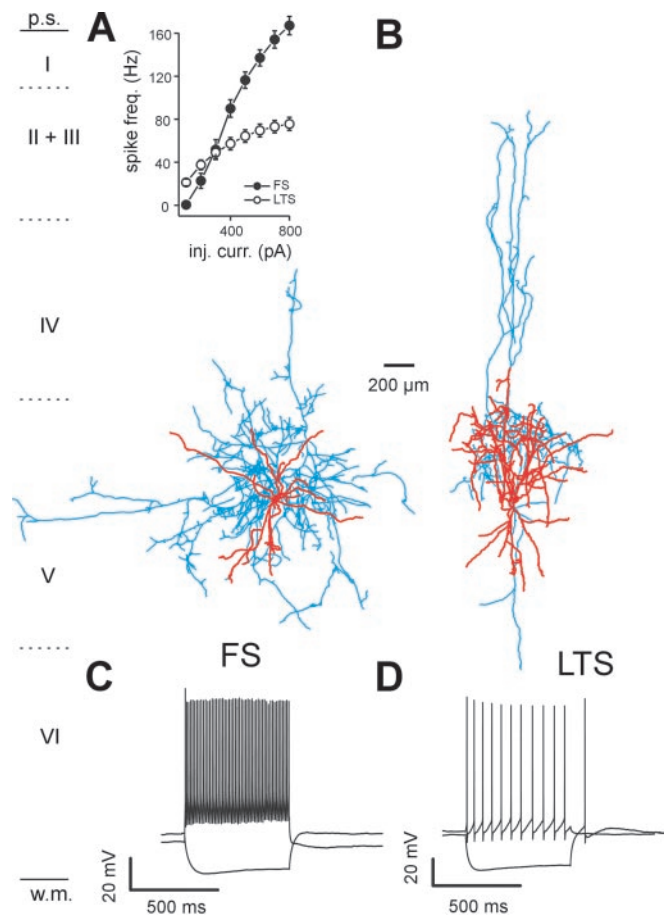 p.s.
I
II + III
IV
V
VI
w.m.
A
160
120
80
40
0
spike freq. (Hz)
FS
LTS
400
800
inj. curr. (pA)
B
200 μm
C
FS
20 mV
500 ms
D
LTS
20 mV
500 ms